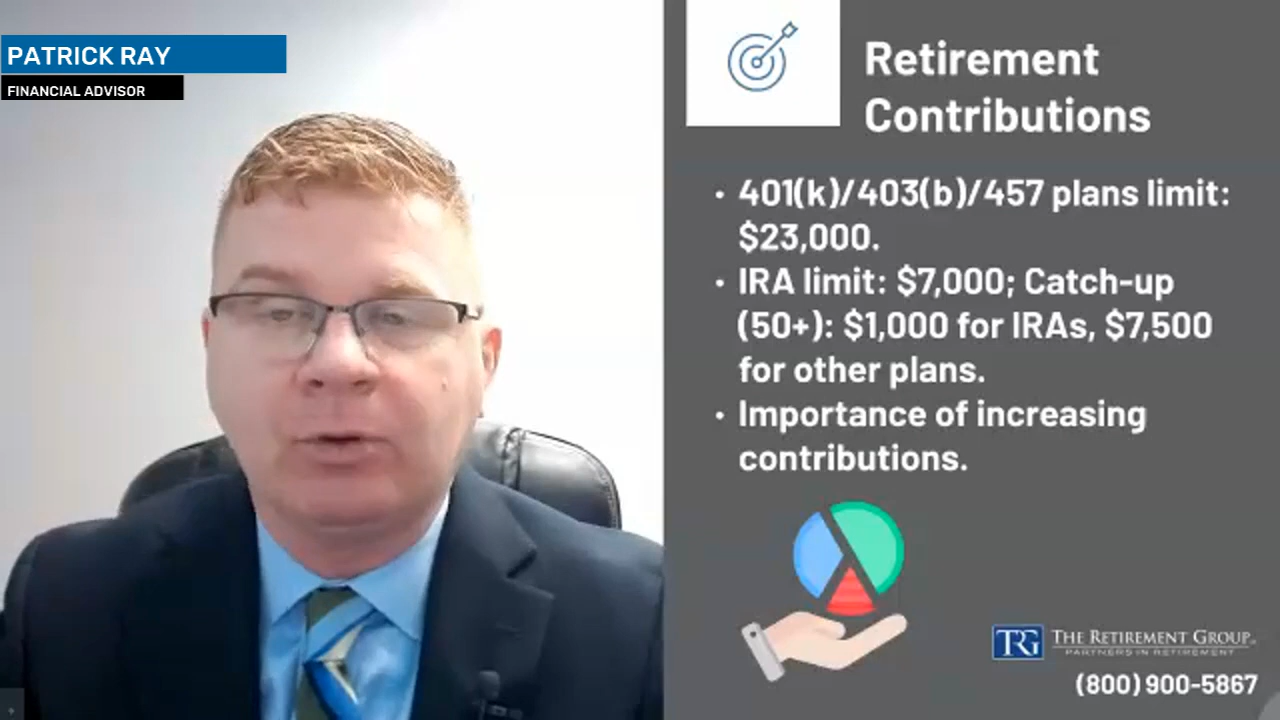 PATRICK RAY
FINANCIAL ADVISOR
Retirement
Contributions
• 401(k)/403(b)/457 plans limit:
$23,000.
• IRA limit: $7,000; Catch-up
(50+): $1,000 for IRAs, $7,500
for other plans.
• Importance of increasing
contributions.
TRG THE RETIREMENT GROUP
PARTNERS IN RETIREMENT
(800) 900-5867